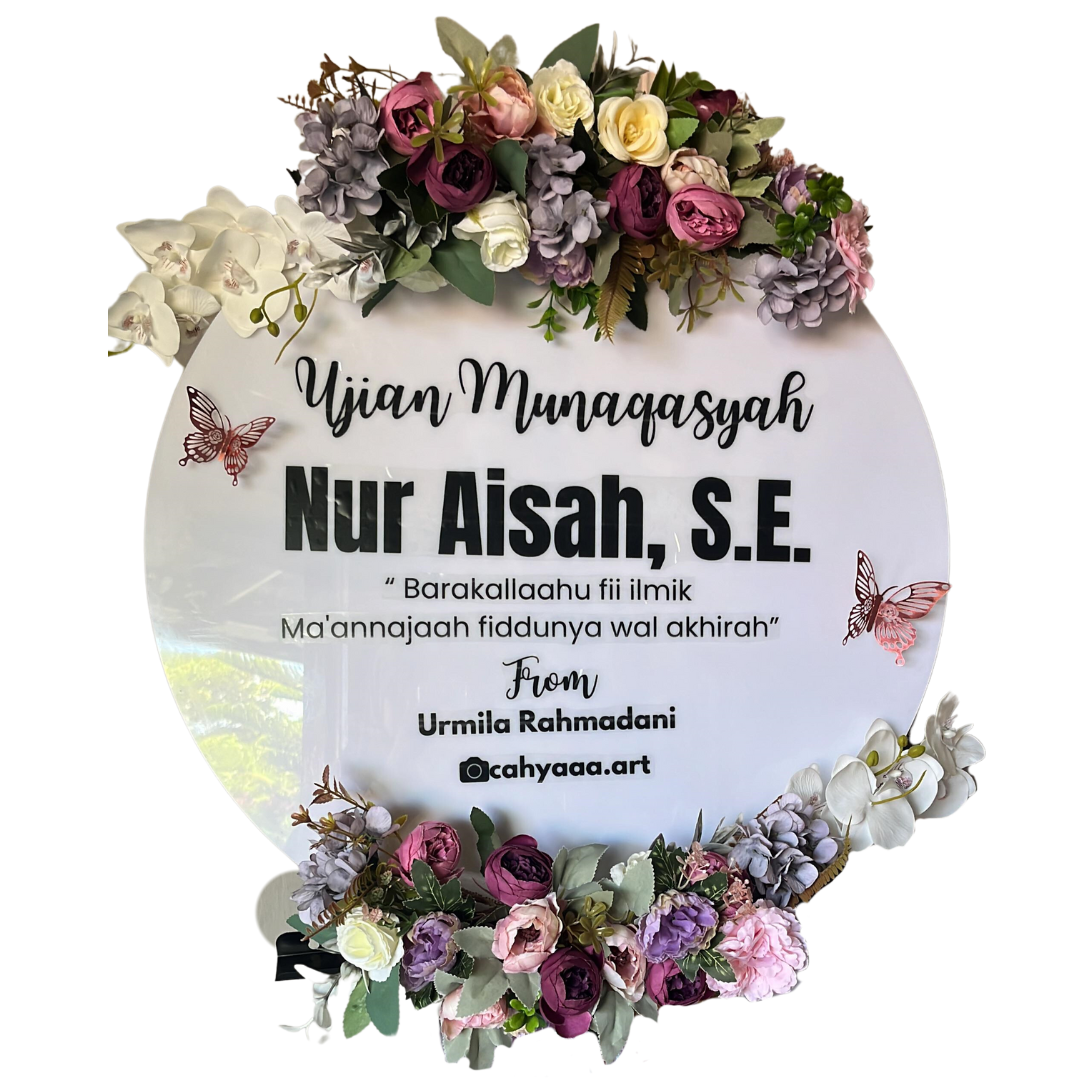 Ujian Munaqasyah
Nur Aisah, S.E.
“ Barakallaahu fii ilmik
Ma'annajaah fiddunya wal akhirah”
From
Urmila Rahmadani
cahyaaa.art